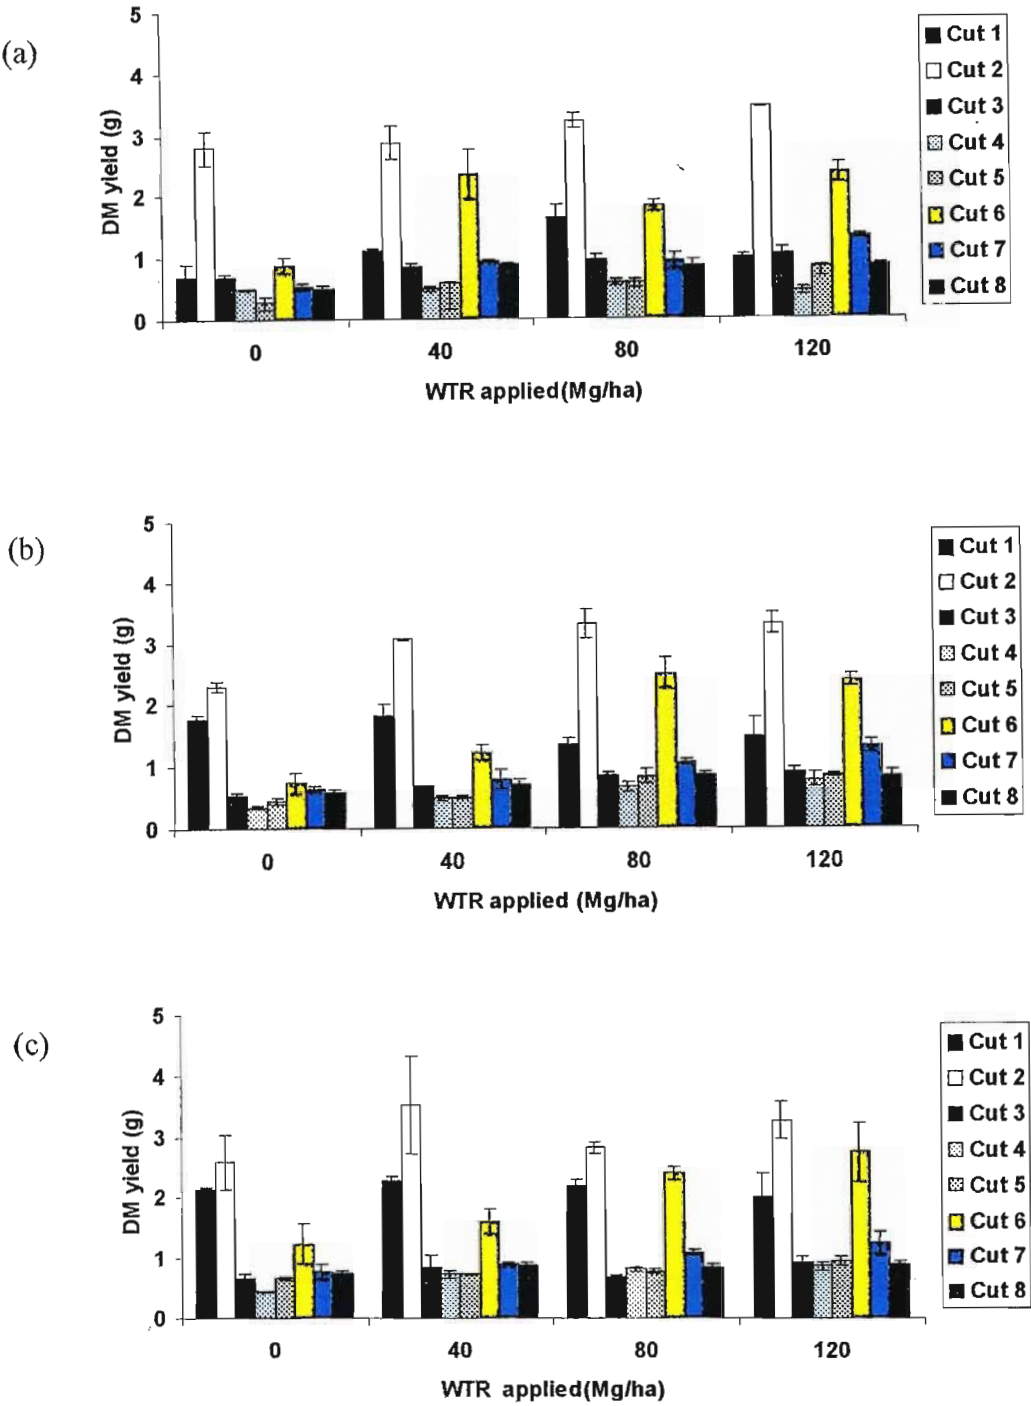 (a)
5
4
3
2
1
0
DM yield (g)
0 40 80 120
WTR applied(Mg/ha)
Cut 1
Cut 2
Cut 3
Cut 4
Cut 5
Cut 6
Cut 7
Cut 8
(b)
5
4
3
2
1
0
DM yield (g)
0 40 80 120
WTR applied (Mg/ha)
Cut 1
Cut 2
Cut 3
Cut 4
Cut 5
Cut 6
Cut 7
Cut 8
(c)
5
4
3
2
1
0
DM yield (g)
0 40 80 120
WTR applied(Mg/ha)
Cut 1
Cut 2
Cut 3
Cut 4
Cut 5
Cut 6
Cut 7
Cut 8